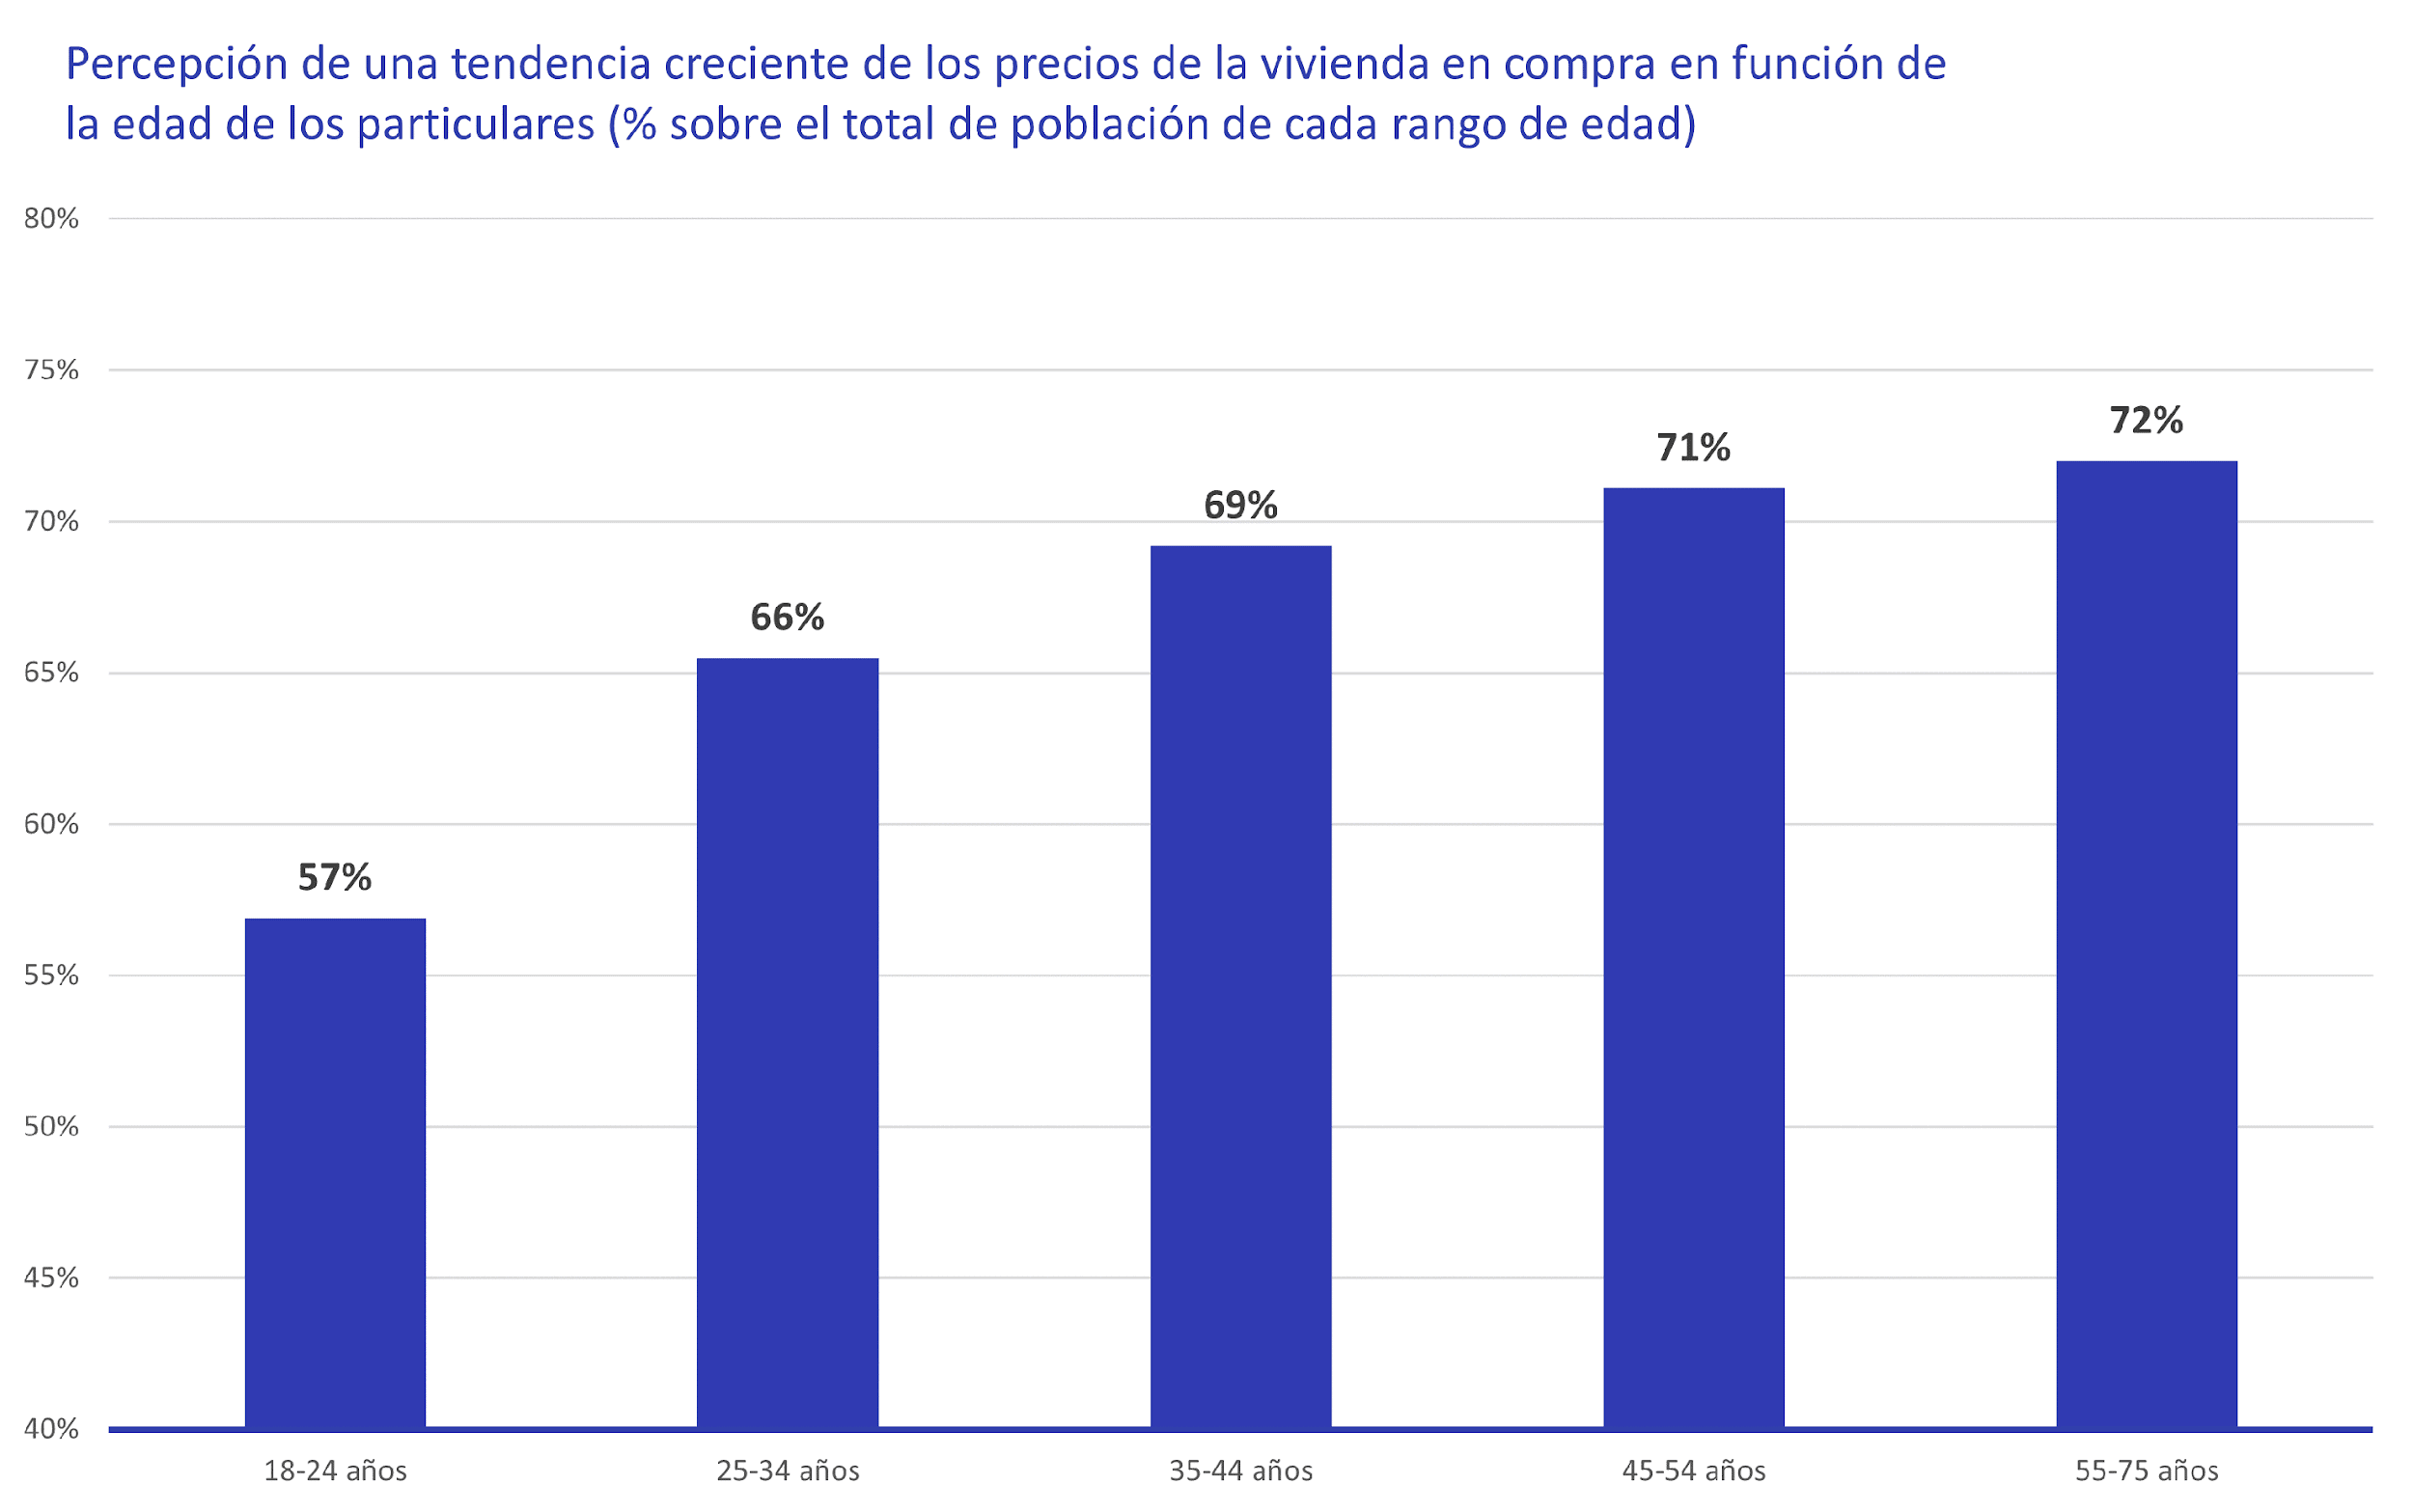 Percepción de una tendencia creciente de los precios de la vivienda en compra en función de
la edad de los particulares (% sobre el total de población de cada rango de edad)
80%
75%
72%
71%
70%
69%
66%
65%
60%
57%
55%
50%
45%
40%
18-24 años
25-34 años
35-44 años
45-54 años
55-75 años